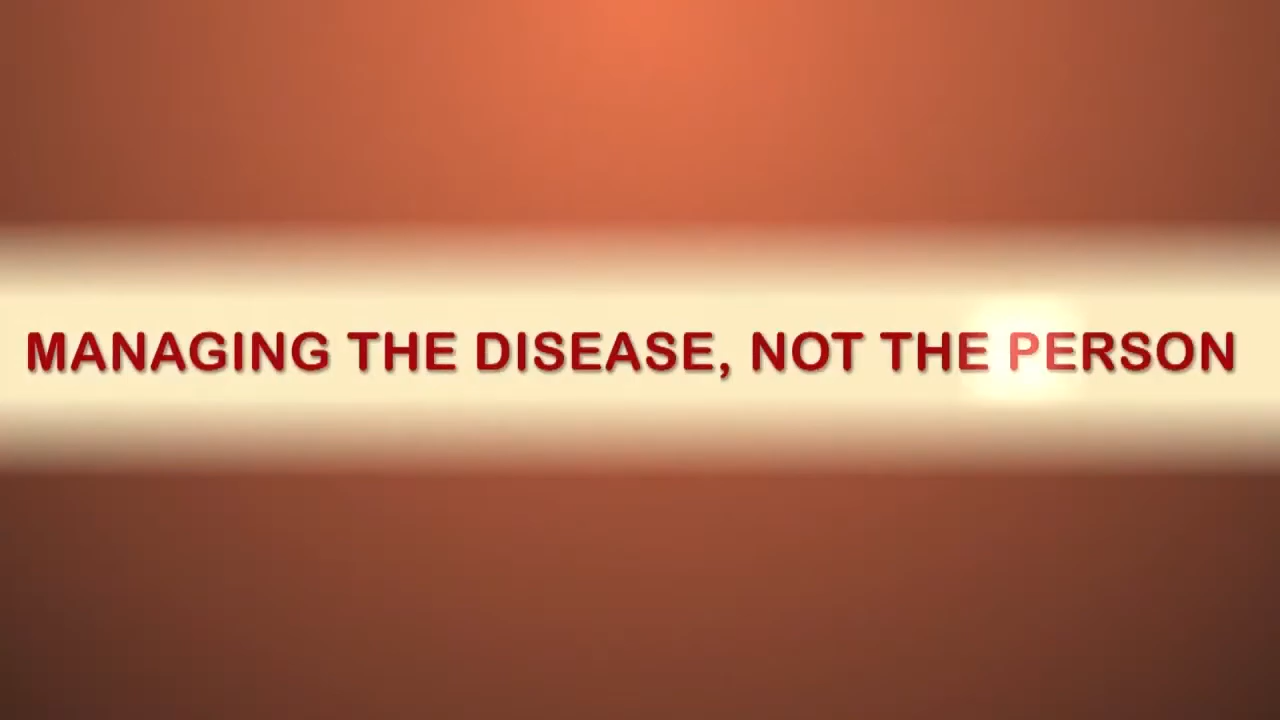 MANAGING THE DISEASE, NOT THE PERSON